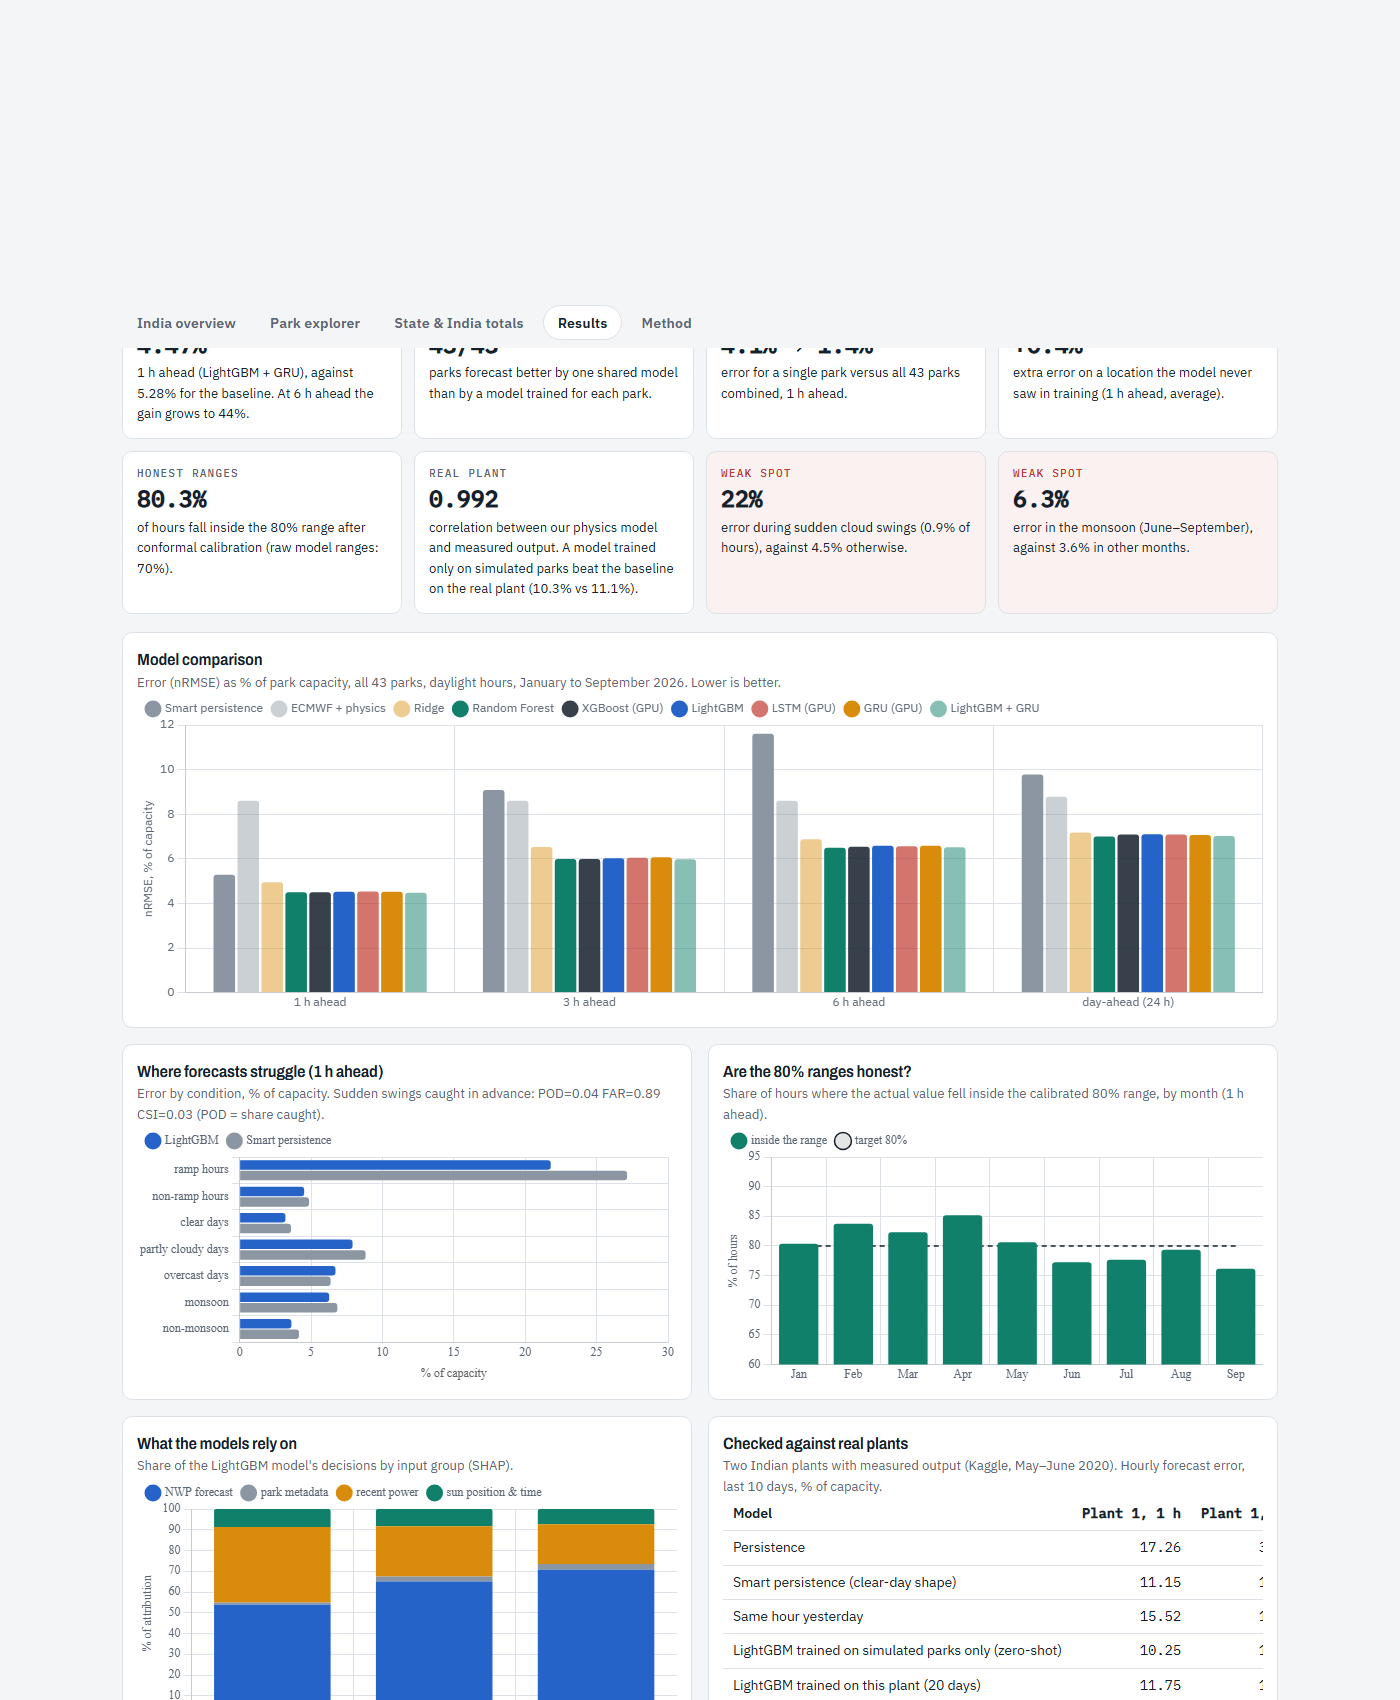 India overview Park explorer State & India totals Results Method
1 h ahead (LightGBM + GRU), against
5.28% for the baseline. At 6 h ahead the
gain grows to 44%.
parks forecast better by one shared model
than by a model trained for each park.
error for a single park versus all 43 parks
combined, 1 h ahead.
extra error on a location the model never
saw in training (1 h ahead, average).
HONEST RANGES
80.3%
of hours fall inside the 80% range after
conformal calibration (raw model ranges:
70%).
REAL PLANT
0.992
correlation between our physics model
and measured output. A model trained
only on simulated parks beat the baseline
on the real plant (10.3% vs 11.1%).
WEAK SPOT
22%
error during sudden cloud swings (0.9% of
hours), against 4.5% otherwise.
WEAK SPOT
6.3%
error in the monsoon (June–September),
against 3.6% in other months.
Model comparison
Error (nRMSE) as % of park capacity, all 43 parks, daylight hours, January to September 2026. Lower is better.
Smart persistence ECMWF + physics Ridge Random Forest XGBoost (GPU) LightGBM LSTM (GPU) GRU (GPU) LightGBM + GRU
nRMSE, % of capacity
12
10
8
6
4
2
0
1 h ahead 3 h ahead 6 h ahead day-ahead (24 h)
Where forecasts struggle (1 h ahead)
Error by condition, % of capacity. Sudden swings caught in advance: POD=0.04 FAR=0.89
CSI=0.03 (POD = share caught).
LightGBM Smart persistence
ramp hours
non-ramp hours
clear days
partly cloudy days
overcast days
monsoon
non-monsoon
0 5 10 15 20 25 30
% of capacity
Are the 80% ranges honest?
Share of hours where the actual value fell inside the calibrated 80% range, by month (1 h
ahead).
inside the range target 80%
% of hours
95
90
85
80
75
70
65
60
Jan Feb Mar Apr May Jun Jul Aug Sep
What the models rely on
Share of the LightGBM model's decisions by input group (SHAP).
NWP forecast park metadata recent power sun position & time
% of attribution
100
90
80
70
60
50
40
30
20
10
Checked against real plants
Two Indian plants with measured output (Kaggle, May–June 2020). Hourly forecast error,
last 10 days, % of capacity.
Model Plant 1, 1 h Plant 1,
Persistence 17.26
Smart persistence (clear-day shape) 11.15
Same hour yesterday 15.52
LightGBM trained on simulated parks only (zero-shot) 10.25
LightGBM trained on this plant (20 days) 11.75